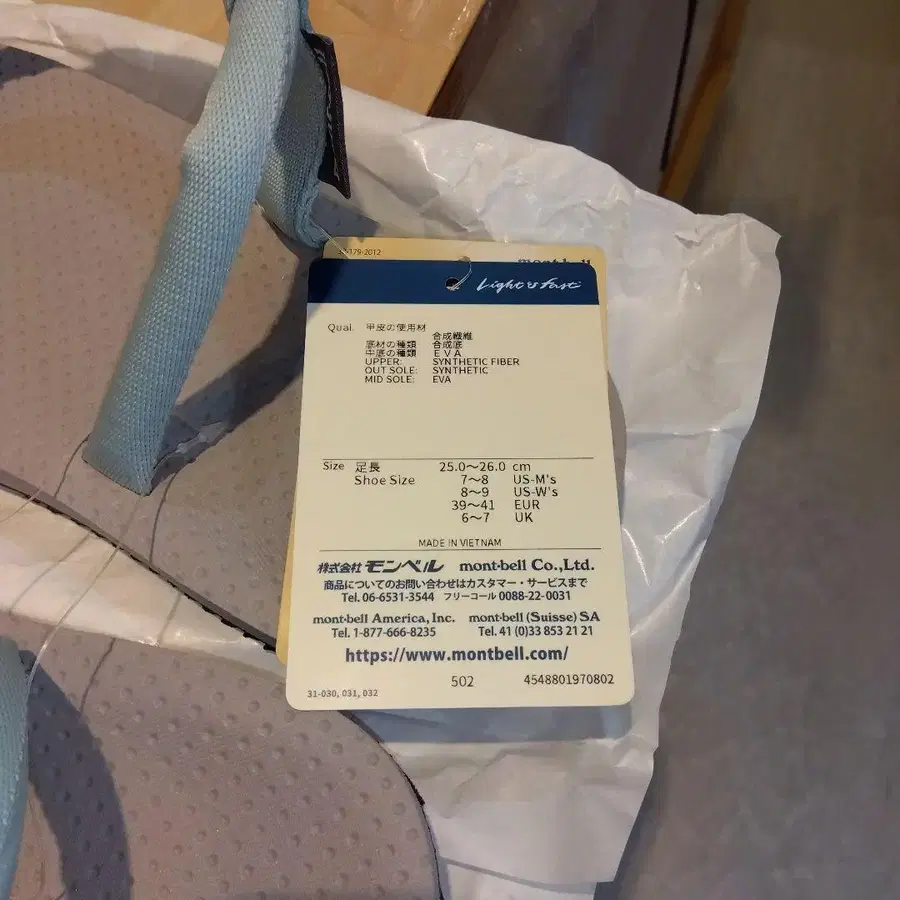 mont-bell
Light & Fast
Qual. 甲皮の使用材
合成繊維
底材の種類 合成底
中底の種類 EVA
UPPER: SYNTHETIC FIBER
OUT SOLE: SYNTHETIC
MID SOLE: EVA
Size 足長 25.0〜26.0 cm
Shoe Size 7〜8 US-M's
8〜9 US-W's
39〜41 EUR
6〜7 UK
MADE IN VIETNAM
株式会社 モンベル mont-bell Co.,Ltd.
商品についてのお問い合わせはカスタマー・サービスまで
Tel. 06-6531-3544 フリーコール 0088-22-0031
mont-bell America, Inc. mont-bell (Suisse) SA
Tel. 1-877-666-8235 Tel. 41 (0)33 853 21 21
https://www.montbell.com/
502 4548801970802
31-030, 031, 032